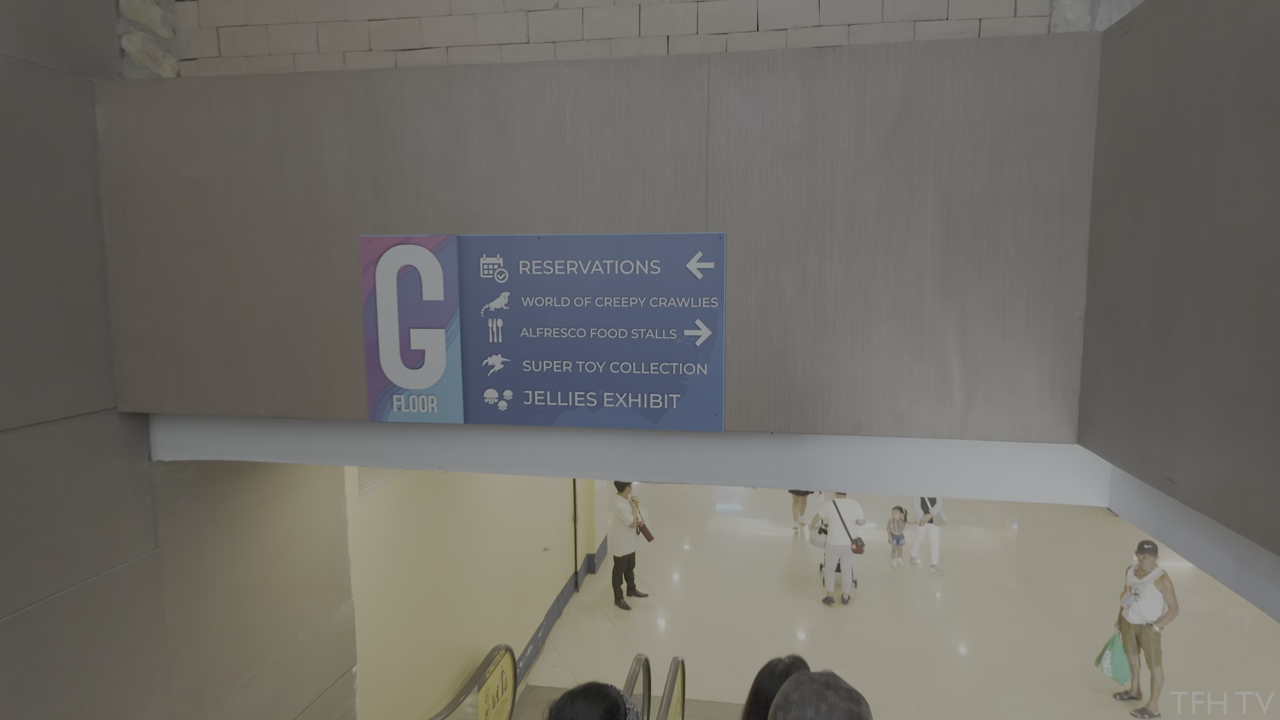 G
FLOOR
RESERVATIONS
WORLD OF CREEPY CRAWLIES
ALFRESCO FOOD STALLS
SUPER TOY COLLECTION
JELLIES EXHIBIT
TFH TV